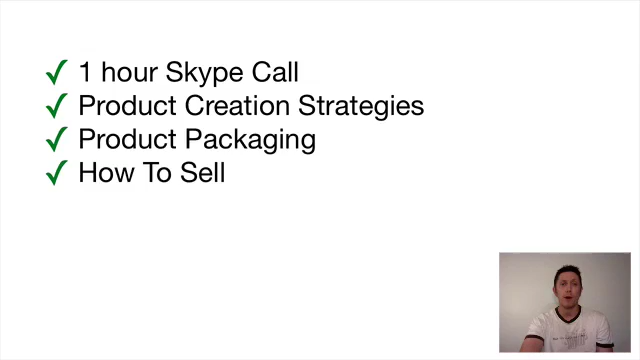 ✓ 1 hour Skype Call
✓ Product Creation Strategies
✓ Product Packaging
✓ How To Sell